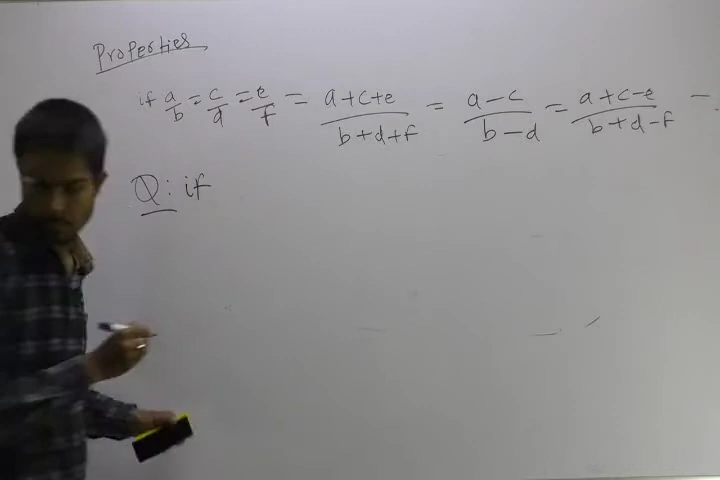 Properties
if a/b = c/d = e/f = a+c+e/b+d+f = a-c/b-d = a+c-e/b+d-f -.
Q: if